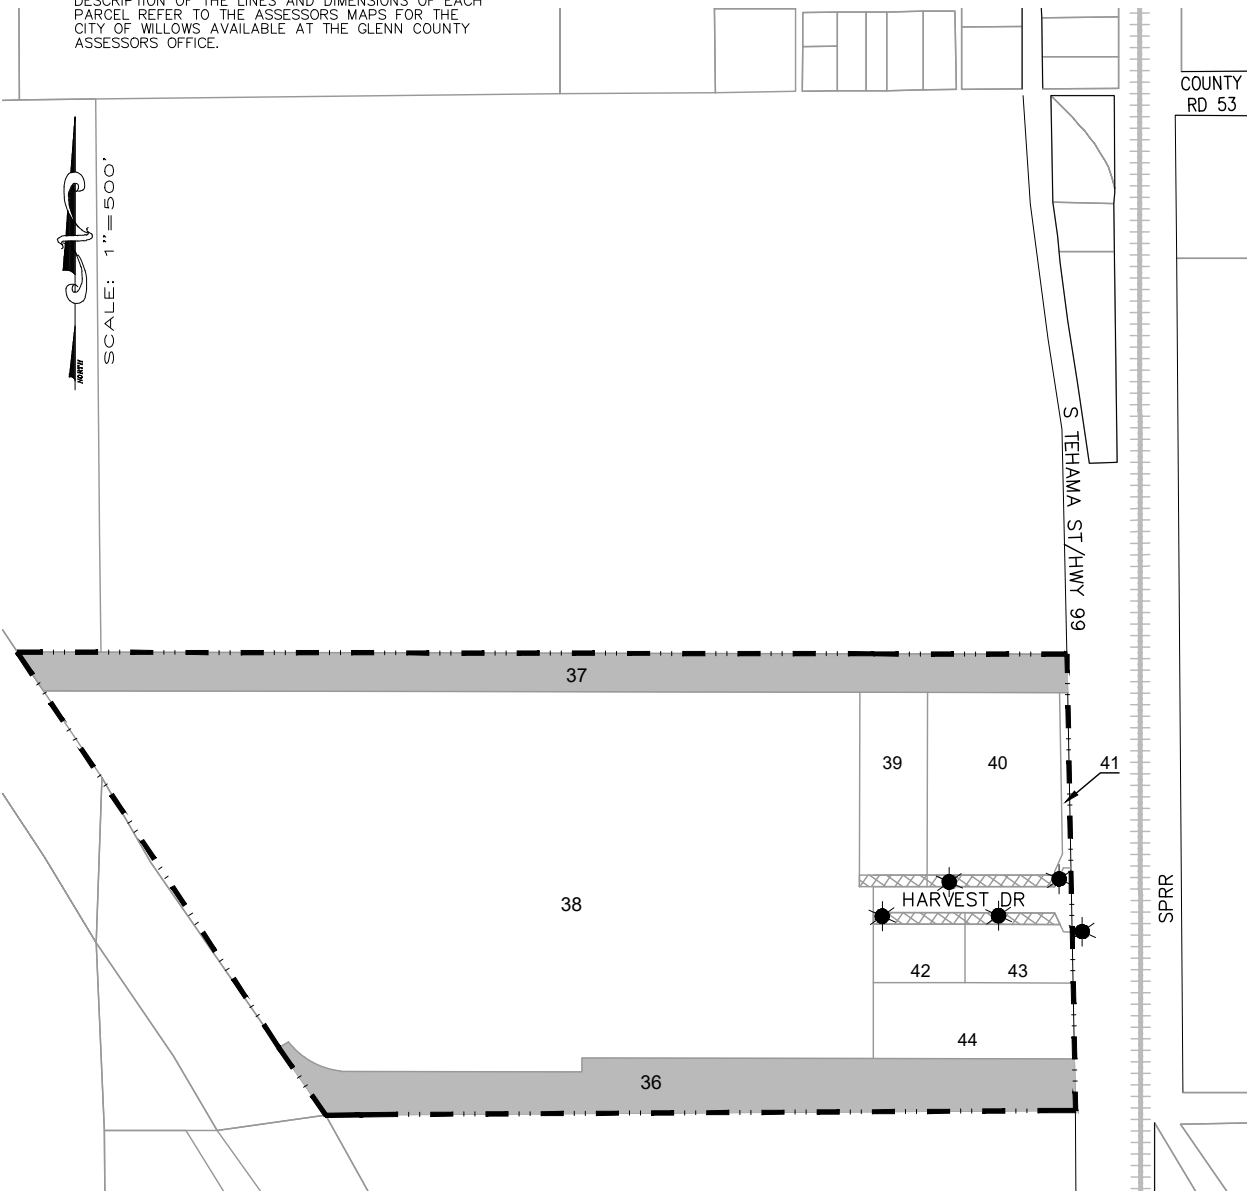 DESCRIPTION OF THE LINES AND DIMENSIONS OF EACH
PARCEL REFER TO THE ASSESSORS MAPS FOR THE
CITY OF WILLOWS AVAILABLE AT THE GLENN COUNTY
ASSESSORS OFFICE.
COUNTY
RD 53
SCALE: 1"=500'
NORTH
S TEHAMA ST/HWY 99
37
39
40
41
38
HARVEST DR
SPRR
42
43
44
36